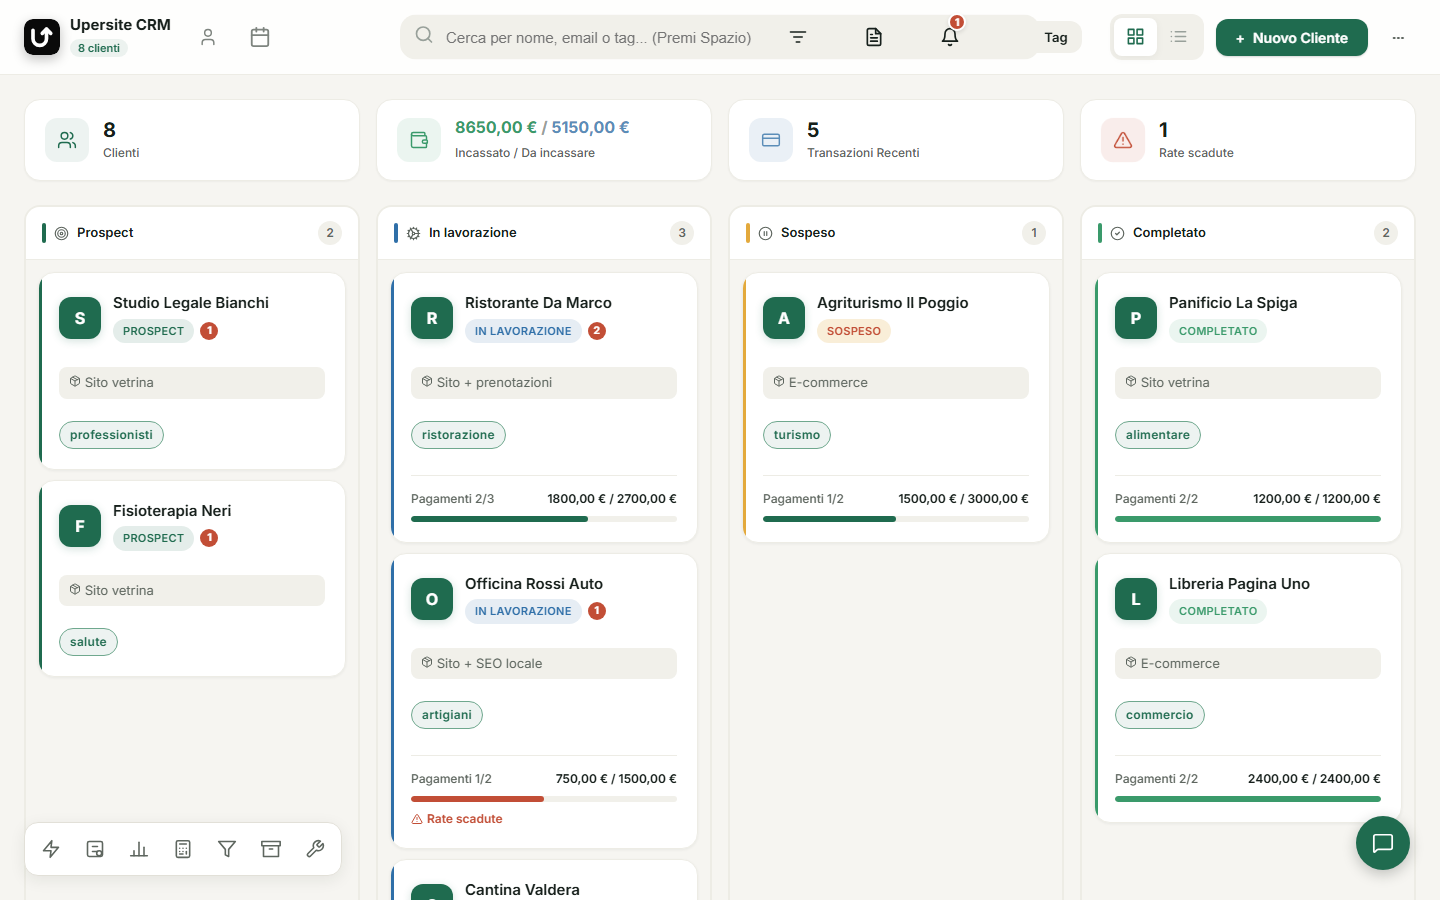 Upersite CRM
8 clienti
Cerca per nome, email o tag... (Premi Spazio)
1
Tag
+ Nuovo Cliente
8
Clienti
8650,00 € / 5150,00 €
Incassato / Da incassare
5
Transazioni Recenti
1
Rate scadute
Prospect
2
Studio Legale Bianchi
PROSPECT 1
Sito vetrina
professionisti
Fisioterapia Neri
PROSPECT 1
Sito vetrina
salute
In lavorazione
3
Ristorante Da Marco
IN LAVORAZIONE 2
Sito + prenotazioni
ristorazione
Pagamenti 2/3 1800,00 € / 2700,00 €
Officina Rossi Auto
IN LAVORAZIONE 1
Sito + SEO locale
artigiani
Pagamenti 1/2 750,00 € / 1500,00 €
Rate scadute
Cantina Valdera
Sospeso
1
A
Agriturismo Il Poggio
SOSPESO
E-commerce
turismo
Pagamenti 1/2 1500,00 € / 3000,00 €
Completato
2
P
Panificio La Spiga
COMPLETATO
Sito vetrina
alimentare
Pagamenti 2/2 1200,00 € / 1200,00 €
L
Libreria Pagina Uno
COMPLETATO
E-commerce
commercio
Pagamenti 2/2 2400,00 € / 2400,00 €
S
F
R
O